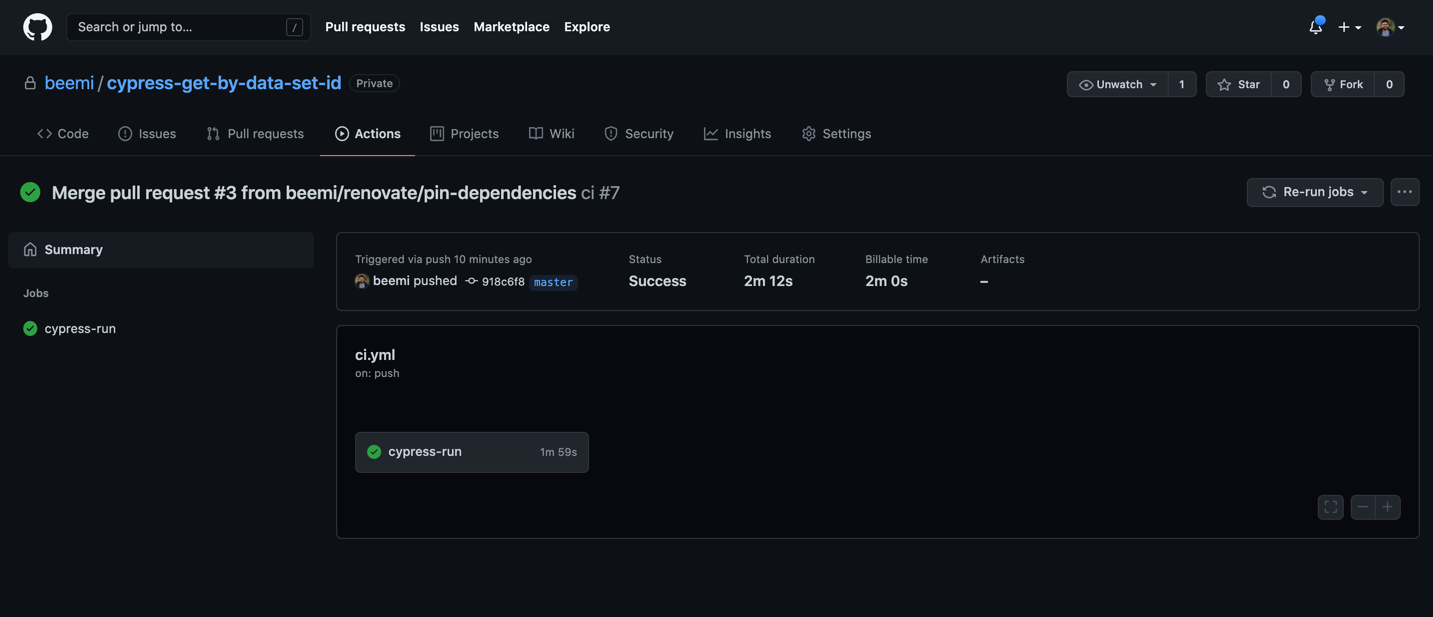 Search or jump to... / Pull requests Issues Marketplace Explore
beemi / cypress-get-by-data-set-id Private Unwatch 1 Star 0 Fork 0
Code Issues Pull requests Actions Projects Wiki Security Insights Settings
Merge pull request #3 from beemi/renovate/pin-dependencies ci #7 Re-run jobs ...
Summary
Jobs
cypress-run
Triggered via push 10 minutes ago Status Total duration Billable time Artifacts
beemi pushed 918c6f8 master Success 2m 12s 2m 0s –
ci.yml
on: push
cypress-run 1m 59s